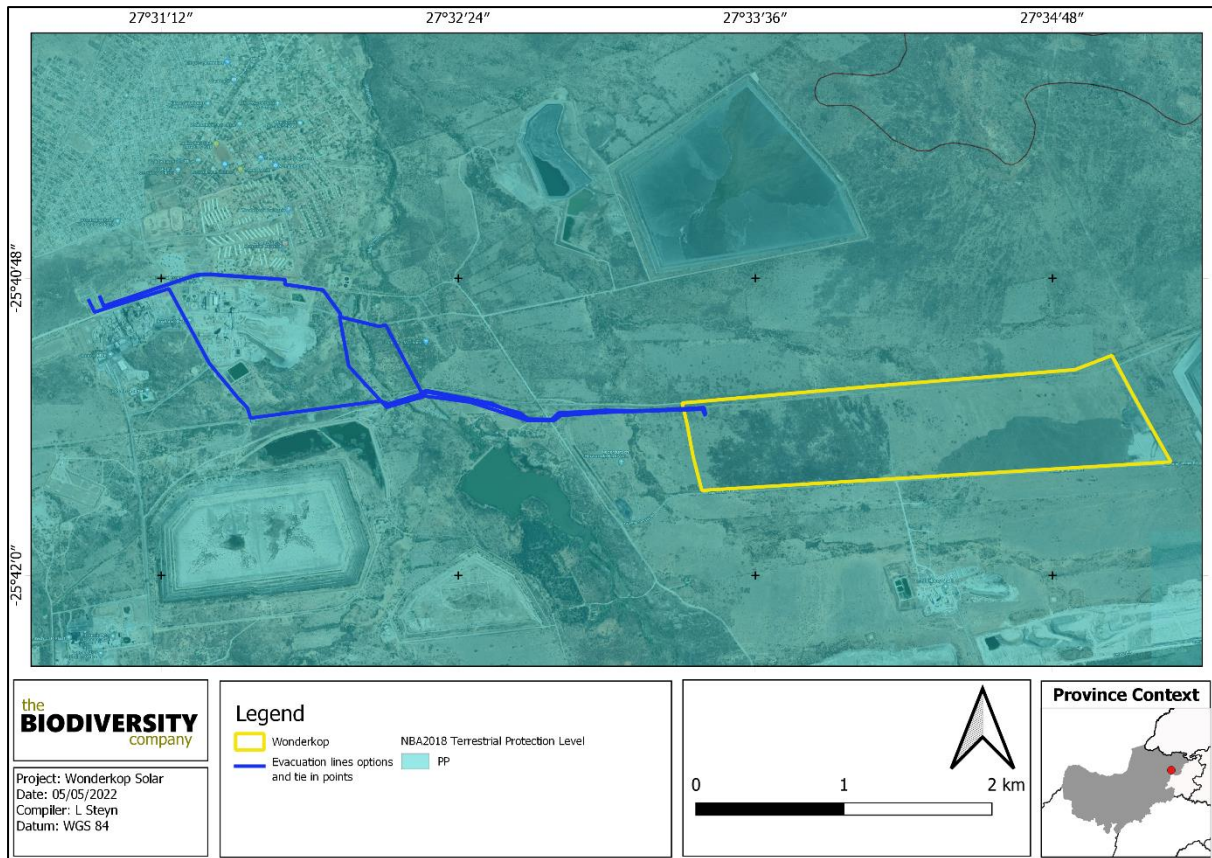 27°31'12″ 27°32'24″ 27°33'36″ 27°34'48″
-25°40'48″
-25°42'0″
the
BIODIVERSITY
company
Project: Wonderkop Solar
Date: 05/05/2022
Compiler: L Steyn
Datum: WGS 84
Legend
Wonderkop
Evacuation lines options
and tie in points
NBA2018 Terrestrial Protection Level
PP
0 1 2 km
Province Context